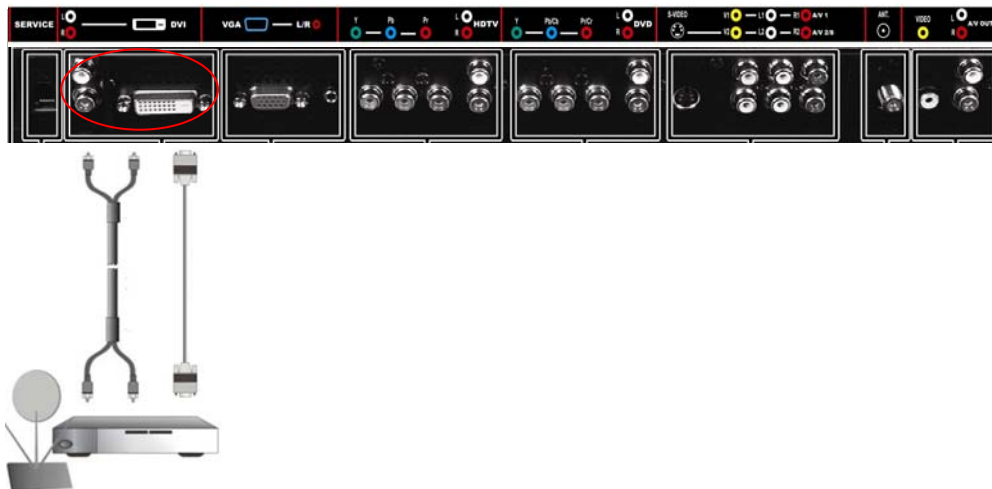 SERVICE L R DVI VGA L/R Y Pb Pr L R HDTV Y Pb/Cb Pr/Cr L R DVD S-VIDEO V1 L1 R1 A/V 1 ANT. VIDEO L R A/V OUT
V2 L2 R2 A/V 2/S